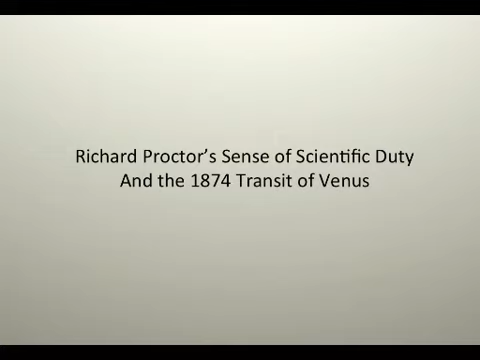 Richard Proctor’s Sense of Scientific Duty
And the 1874 Transit of Venus